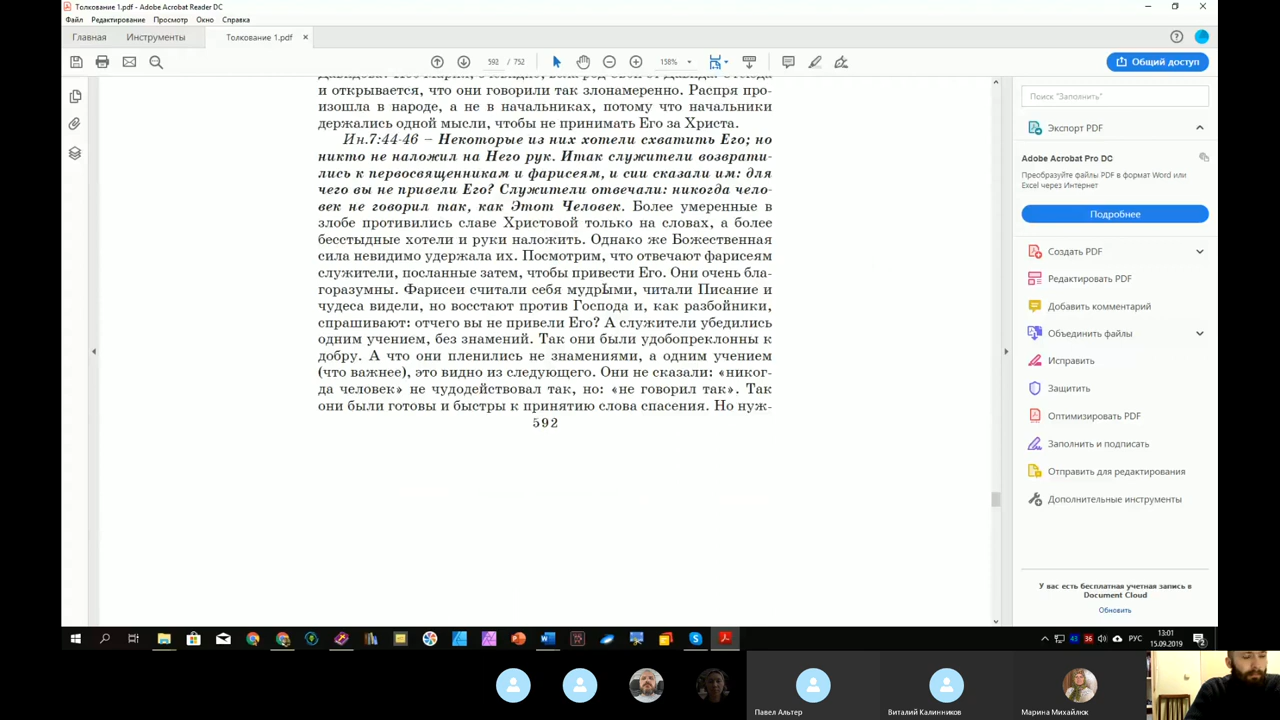 Толкование 1.pdf - Adobe Acrobat Reader DC
Файл Редактирование Просмотр Окно Справка
Главная Инструменты Толкование 1.pdf ×
592 / 752 158% Общий доступ
и открывается, что они говорили так злонамеренно. Распря про-
изошла в народе, а не в начальниках, потому что начальники
держались одной мысли, чтобы не принимать Его за Христа.
Ин.7:44-46 – Некоторые из них хотели схватить Его; но
никто не наложил на Него рук. Итак служители возврати-
лись к первосвященникам и фарисеям, и сии сказали им: для
чего вы не привели Его? Служители отвечали: никогда чело-
век не говорил так, как Этот Человек. Более умеренные в
злобе противились славе Христовой только на словах, а более
бесстыдные хотели и руки наложить. Однако же Божественная
сила невидимо удержала их. Посмотрим, что отвечают фарисеям
служители, посланные затем, чтобы привести Его. Они очень бла-
горазумны. Фарисеи считали себя мудрыми, читали Писание и
чудеса видели, но восстают против Господа и, как разбойники,
спрашивают: отчего вы не привели Его? А служители убедились
одним учением, без знамений. Так они были удобопреклонны к
добру. А что они пленились не знамениями, а одним учением
(что важнее), это видно из следующего. Они не сказали: «никог-
да человек» не чудодействовал так, но: «не говорил так». Так
они были готовы и быстры к принятию слова спасения. Но нуж-
592
Поиск "Заполнить"
Экспорт PDF
Adobe Acrobat Pro DC
Преобразуйте файлы PDF в формат Word или
Excel через Интернет
Подробнее
Создать PDF
Редактировать PDF
Добавить комментарий
Объединить файлы
Исправить
Защитить
Оптимизировать PDF
Заполнить и подписать
Отправить для редактирования
Дополнительные инструменты
У вас есть бесплатная учетная запись в
Document Cloud
Обновить
43 36 РУС 13:01
15.09.2019
Павел Альтер Виталий Калинников Марина Михайлюк